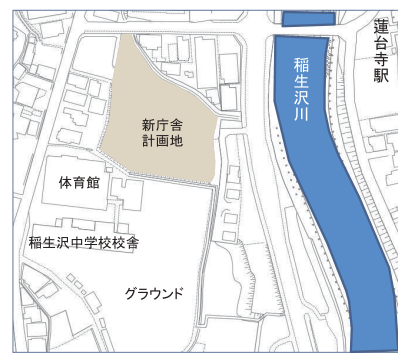 蓮台寺駅
稲生沢川
新庁舎
計画地
体育館
稲生沢中学校校舎
グラウンド